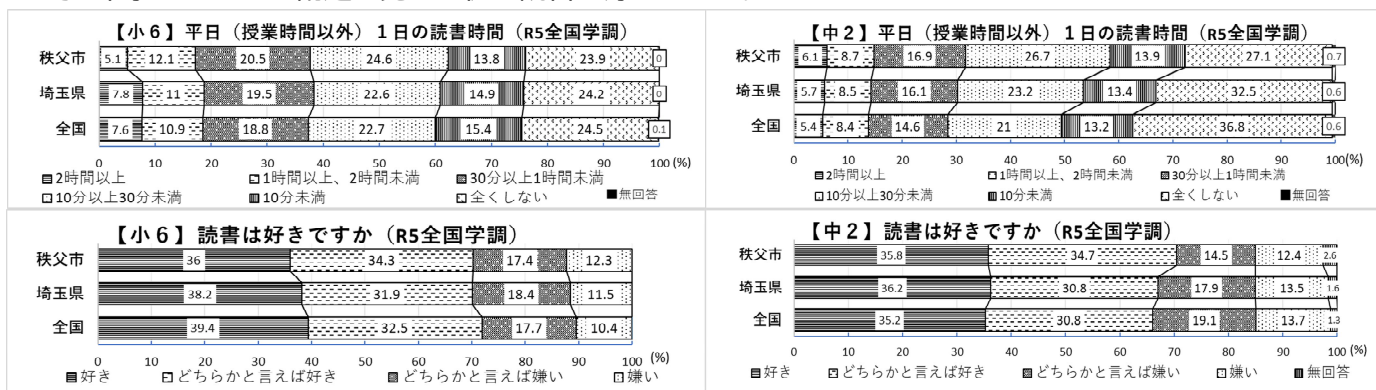 【小６】平日（授業時間以外）１日の読書時間（R5全国学調）
秩父市 5.1 12.1 20.5 24.6 13.8 23.9 0
埼玉県 7.8 11 19.5 22.6 14.9 24.2 0
全国 7.6 10.9 18.8 22.7 15.4 24.5 0.1
0 10 20 30 40 50 60 70 80 90 100 (%)
2時間以上 1時間以上、2時間未満 30分以上1時間未満
10分以上30分未満 10分未満 全くしない 無回答
【中２】平日（授業時間以外）１日の読書時間（R5全国学調）
秩父市 6.1 8.7 16.9 26.7 13.9 27.1 0.7
埼玉県 5.7 8.5 16.1 23.2 13.4 32.5 0.6
全国 5.4 8.4 14.6 21 13.2 36.8 0.6
0 10 20 30 40 50 60 70 80 90 100 (%)
2時間以上 1時間以上、2時間未満 30分以上1時間未満
10分以上30分未満 10分未満 全くしない 無回答
【小６】読書は好きですか（R5全国学調）
秩父市 36 34.3 17.4 12.3
埼玉県 38.2 31.9 18.4 11.5
全国 39.4 32.5 17.7 10.4
0 10 20 30 40 50 60 70 80 90 100 (%)
好き どちらかと言えば好き どちらかと言えば嫌い 嫌い
【中２】読書は好きですか（R5全国学調）
秩父市 35.8 34.7 14.5 12.4 2.6
埼玉県 36.2 30.8 17.9 13.5 1.6
全国 35.2 30.8 19.1 13.7 1.3
0 10 20 30 40 50 60 70 80 90 100 (%)
好き どちらかと言えば好き どちらかと言えば嫌い 嫌い 無回答